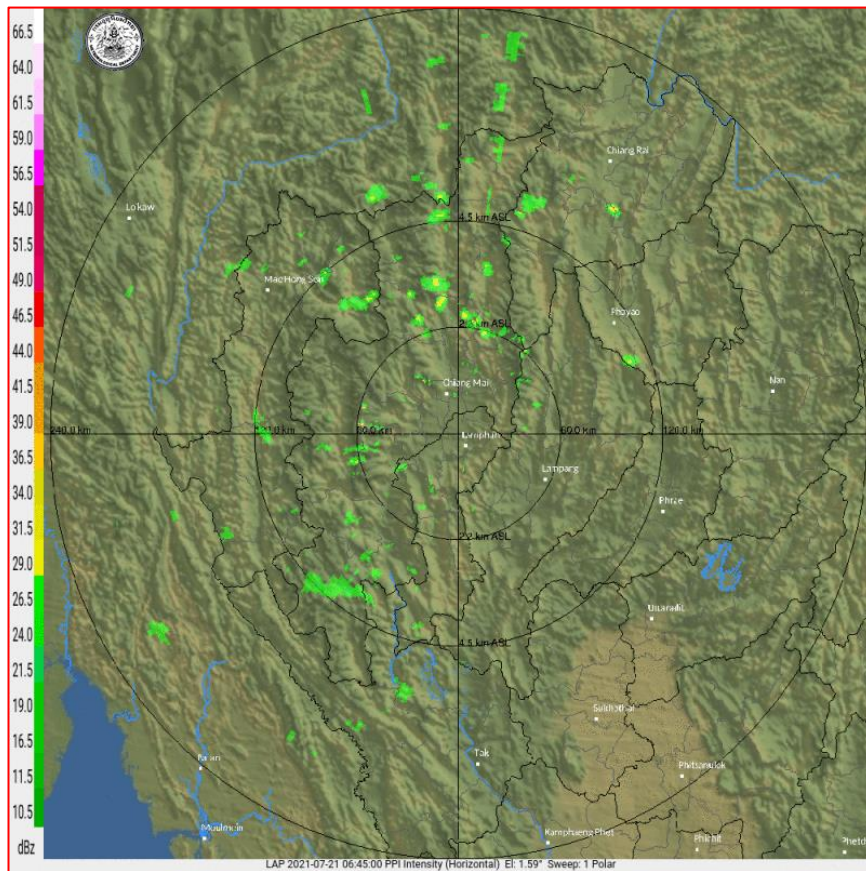 66.5
64.0
61.5
59.0
56.5
54.0
51.5
49.0
46.5
44.0
41.5
39.0
36.5
34.0
31.5
29.0
26.5
24.0
21.5
19.0
16.5
14.0
11.5
10.5
dBz
Chiang Rai
Loikaw
4.5 km ASL
Mae Hong Son
Phayao
Chiang Mai
Nan
240.0 km
60.0 km
120.0 km
Lamphun
Lampang
Phrae
2.2 km ASL
Uttaradit
4.5 km ASL
Sukhothai
Tak
Pa'an
Phitsanulok
Moulmein
Kamphaeng Phet
Phichit
LAP 2021-07-21 06:45:00 PPI Intensity (Horizontal) El: 1.59° Sweep: 1 Polar